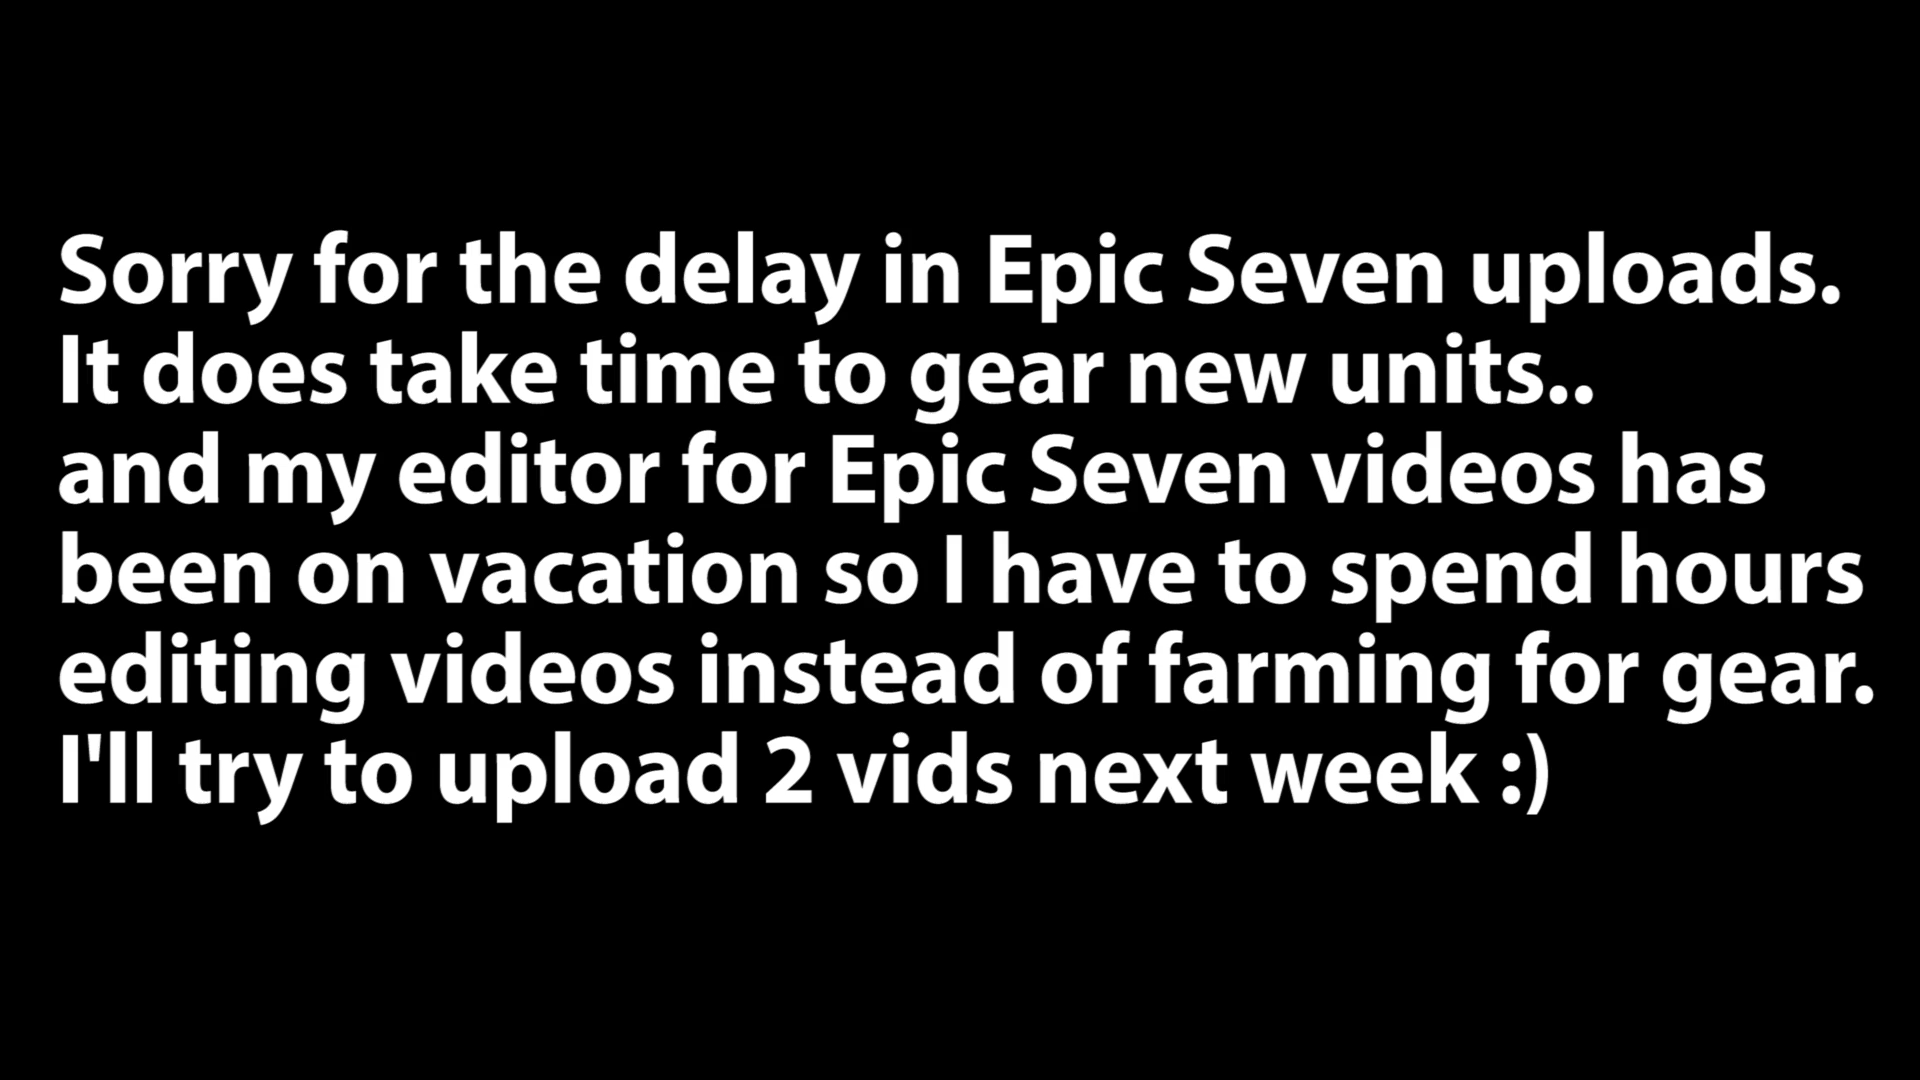 Sorry for the delay in Epic Seven uploads.
It does take time to gear new units..
and my editor for Epic Seven videos has
been on vacation so I have to spend hours
editing videos instead of farming for gear.
I'll try to upload 2 vids next week :)